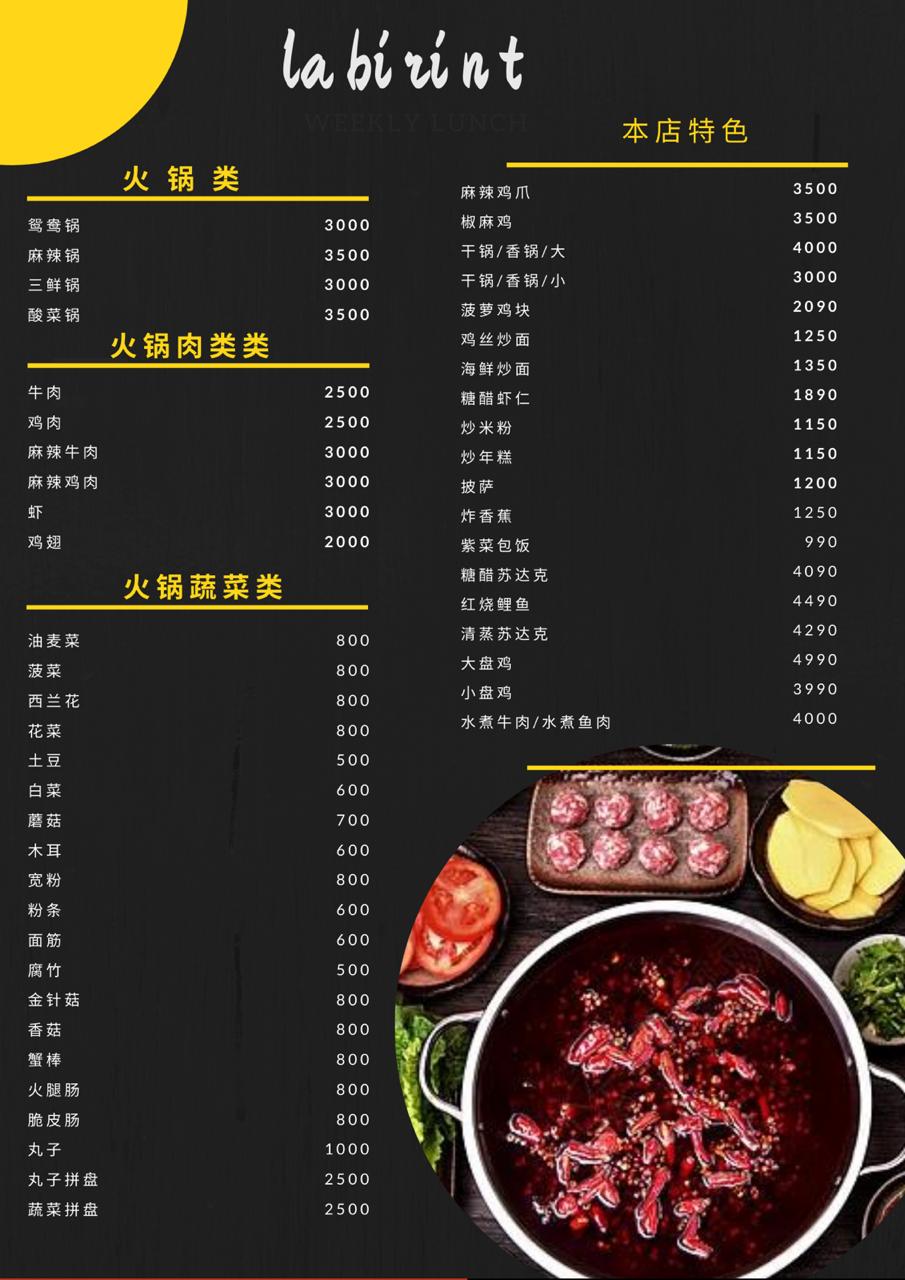 labirint
WEEKLY LUNCH
火锅类
鸳鸯锅 3000
麻辣锅 3500
三鲜锅 3000
酸菜锅 3500
火锅肉类类
牛肉 2500
鸡肉 2500
麻辣牛肉 3000
麻辣鸡肉 3000
虾 3000
鸡翅 2000
火锅蔬菜类
油麦菜 800
菠菜 800
西兰花 800
花菜 800
土豆 500
白菜 600
蘑菇 700
木耳 600
宽粉 800
粉条 600
面筋 600
腐竹 500
金针菇 800
香菇 800
蟹棒 800
火腿肠 800
脆皮肠 800
丸子 1000
丸子拼盘 2500
蔬菜拼盘 2500
本店特色
麻辣鸡爪 3500
椒麻鸡 3500
干锅/香锅/大 4000
干锅/香锅/小 3000
菠萝鸡块 2090
鸡丝炒面 1250
海鲜炒面 1350
糖醋虾仁 1890
炒米粉 1150
炒年糕 1150
披萨 1200
炸香蕉 1250
紫菜包饭 990
糖醋苏达克 4090
红烧鲤鱼 4490
清蒸苏达克 4290
大盘鸡 4990
小盘鸡 3990
水煮牛肉/水煮鱼肉 4000